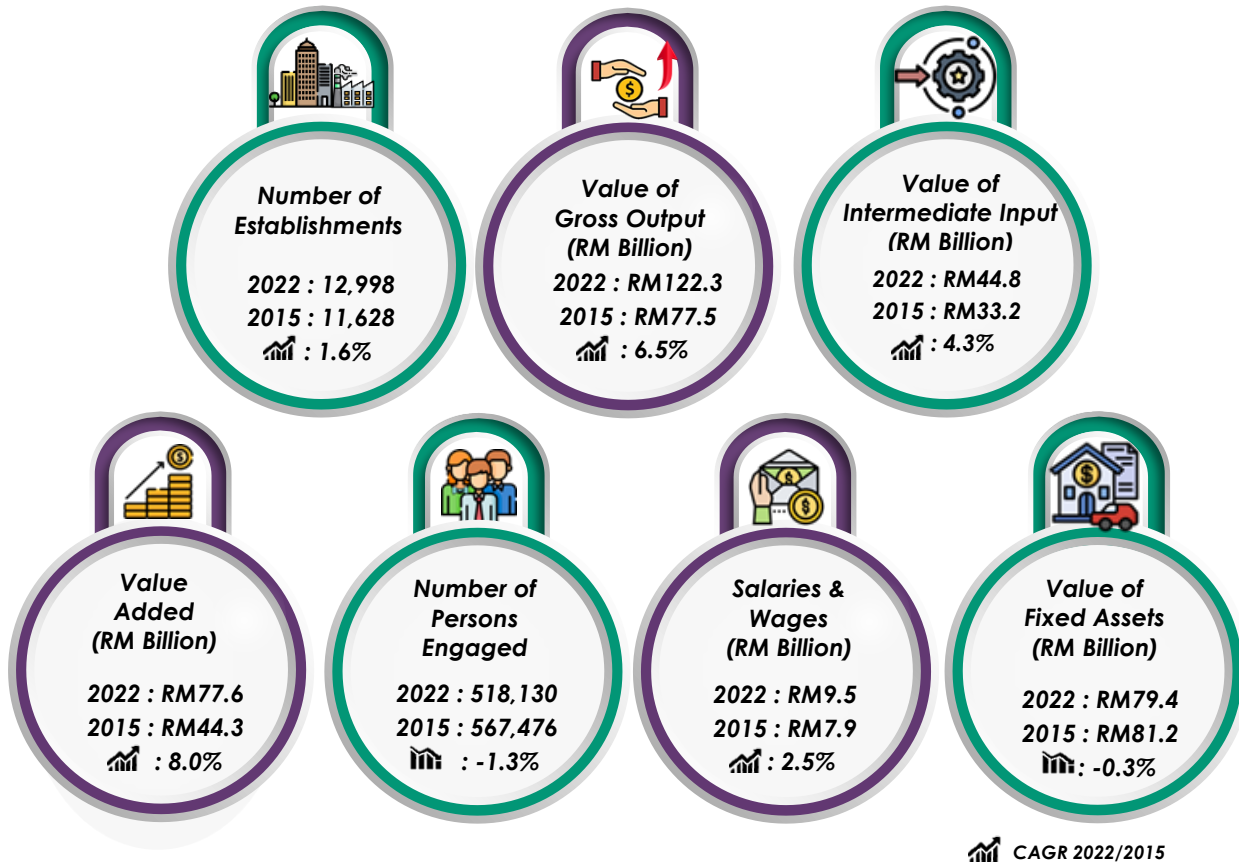 Number of
Establishments
2022 : 12,998
2015 : 11,628
: 1.6%
Value of
Gross Output
(RM Billion)
2022 : RM122.3
2015 : RM77.5
: 6.5%
Value of
Intermediate Input
(RM Billion)
2022 : RM44.8
2015 : RM33.2
: 4.3%
Value
Added
(RM Billion)
2022 : RM77.6
2015 : RM44.3
: 8.0%
Number of
Persons
Engaged
2022 : 518,130
2015 : 567,476
: -1.3%
Salaries &
Wages
(RM Billion)
2022 : RM9.5
2015 : RM7.9
: 2.5%
Value of
Fixed Assets
(RM Billion)
2022 : RM79.4
2015 : RM81.2
: -0.3%
CAGR 2022/2015